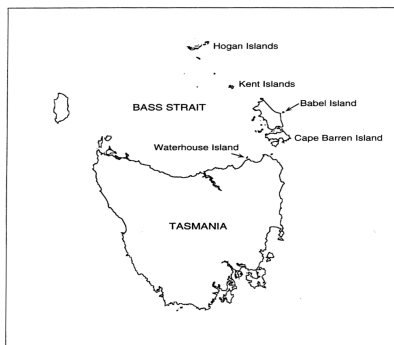 Hogan Islands
Kent Islands
BASS STRAIT
Babel Island
Cape Barren Island
Waterhouse Island
TASMANIA